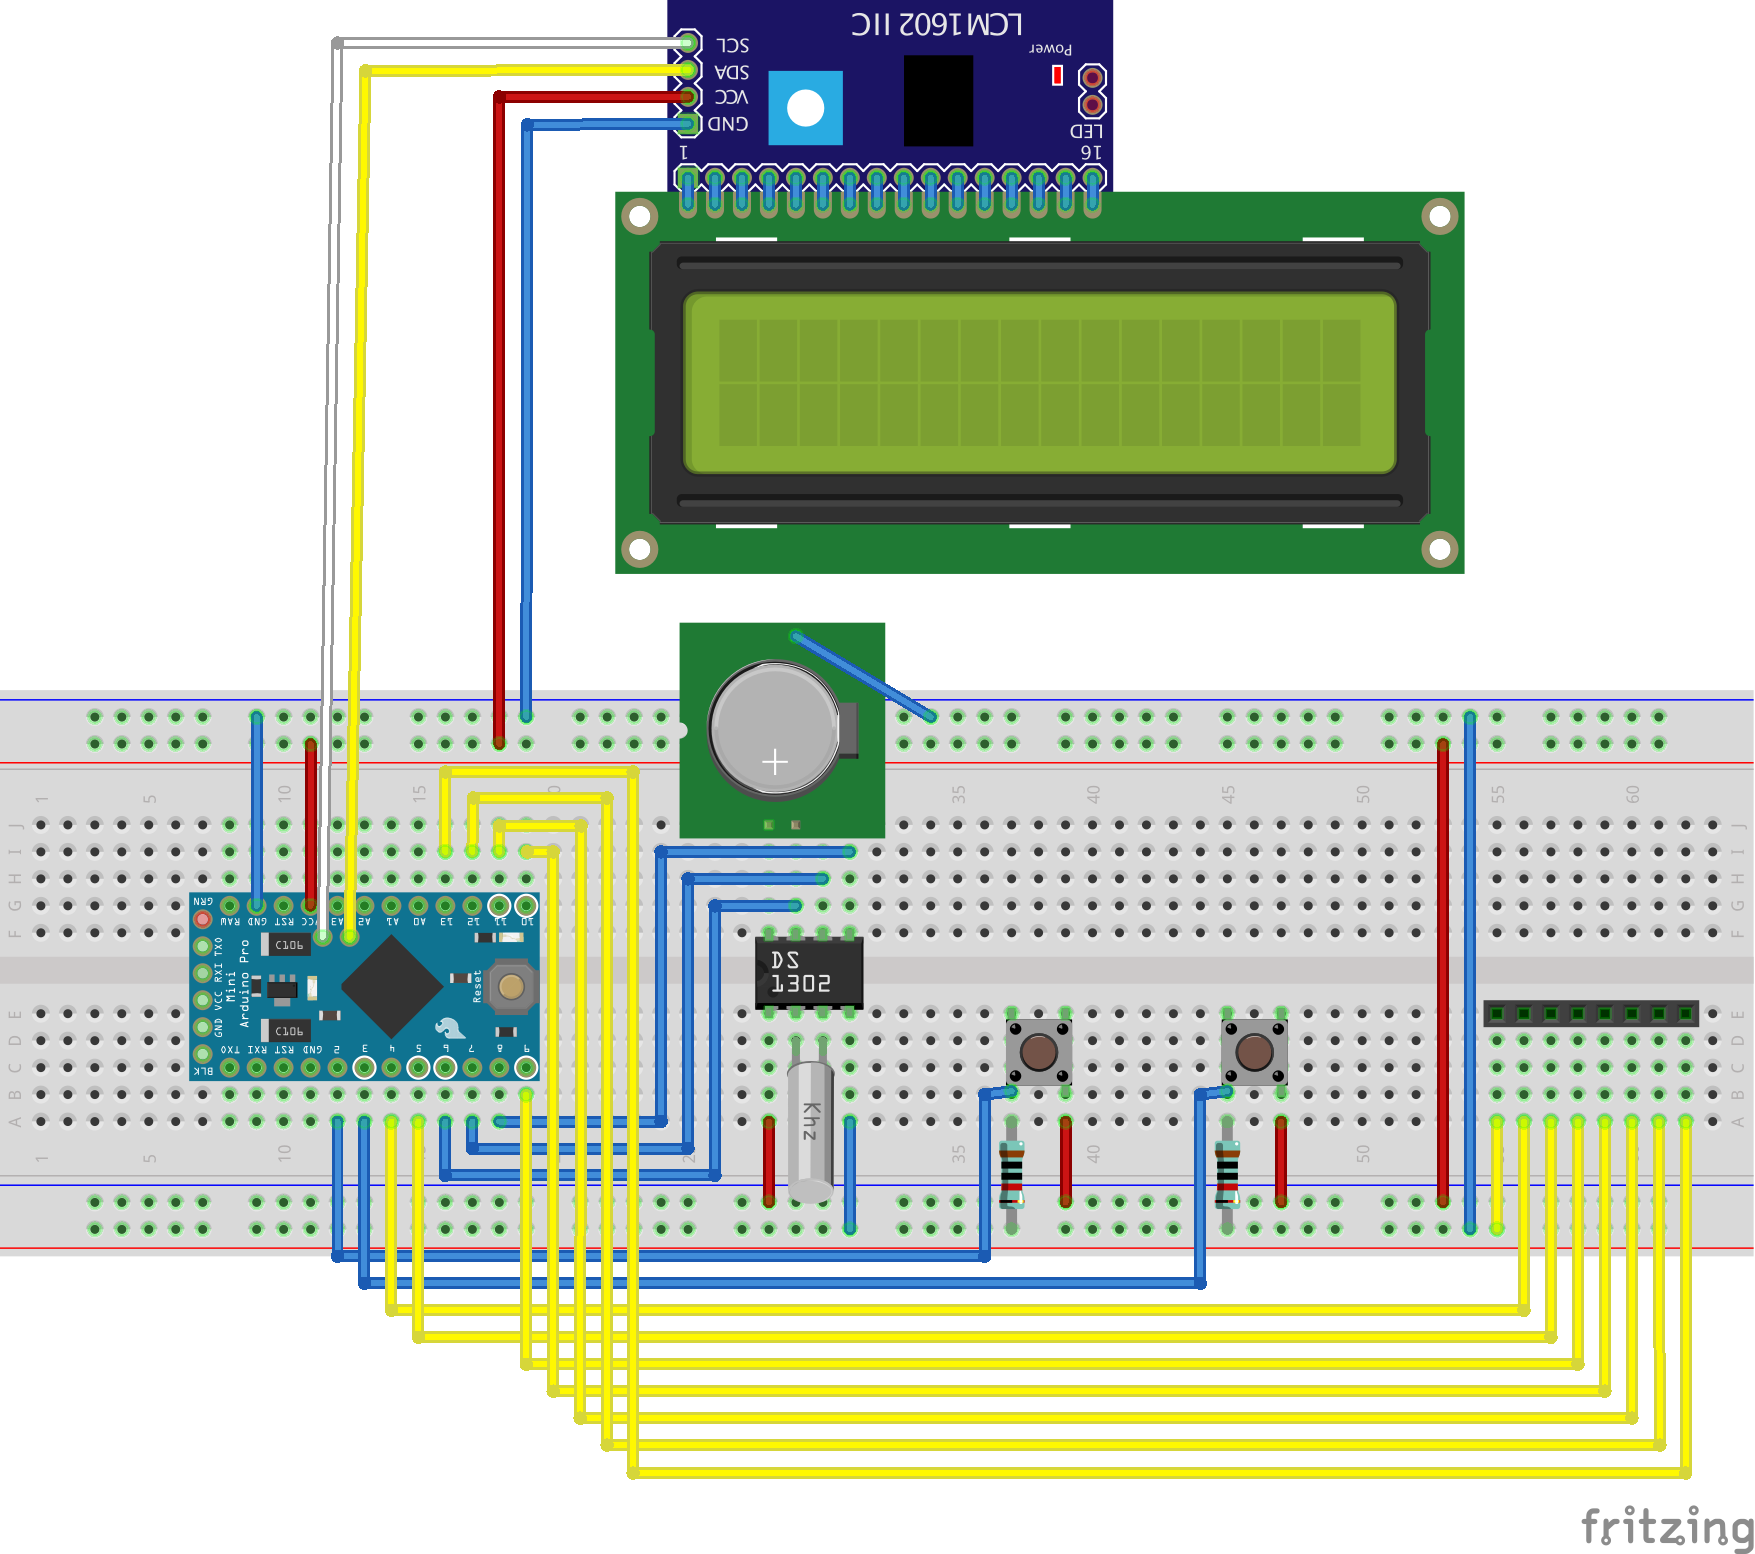 LCM1602 IIC
SCL
SDA
VCC
GND
Power
LED
1
16
1
5
10
15
35
40
45
50
55
60
J
I
H
G
F
J
I
H
G
F
GRN
RAW
GND
RST
VCC
A3
A2
A1
A0
13
12
11
10
TXO
RXI
VCC
GND
BLK
Arduino Pro
Mini
C106
C106
Reset
TXO
RXI
RST
GND
2
3
4
5
6
7
8
9
DS
1302
Khz
E
D
C
B
A
E
D
C
B
A
1
5
10
35
40
50
fritzing